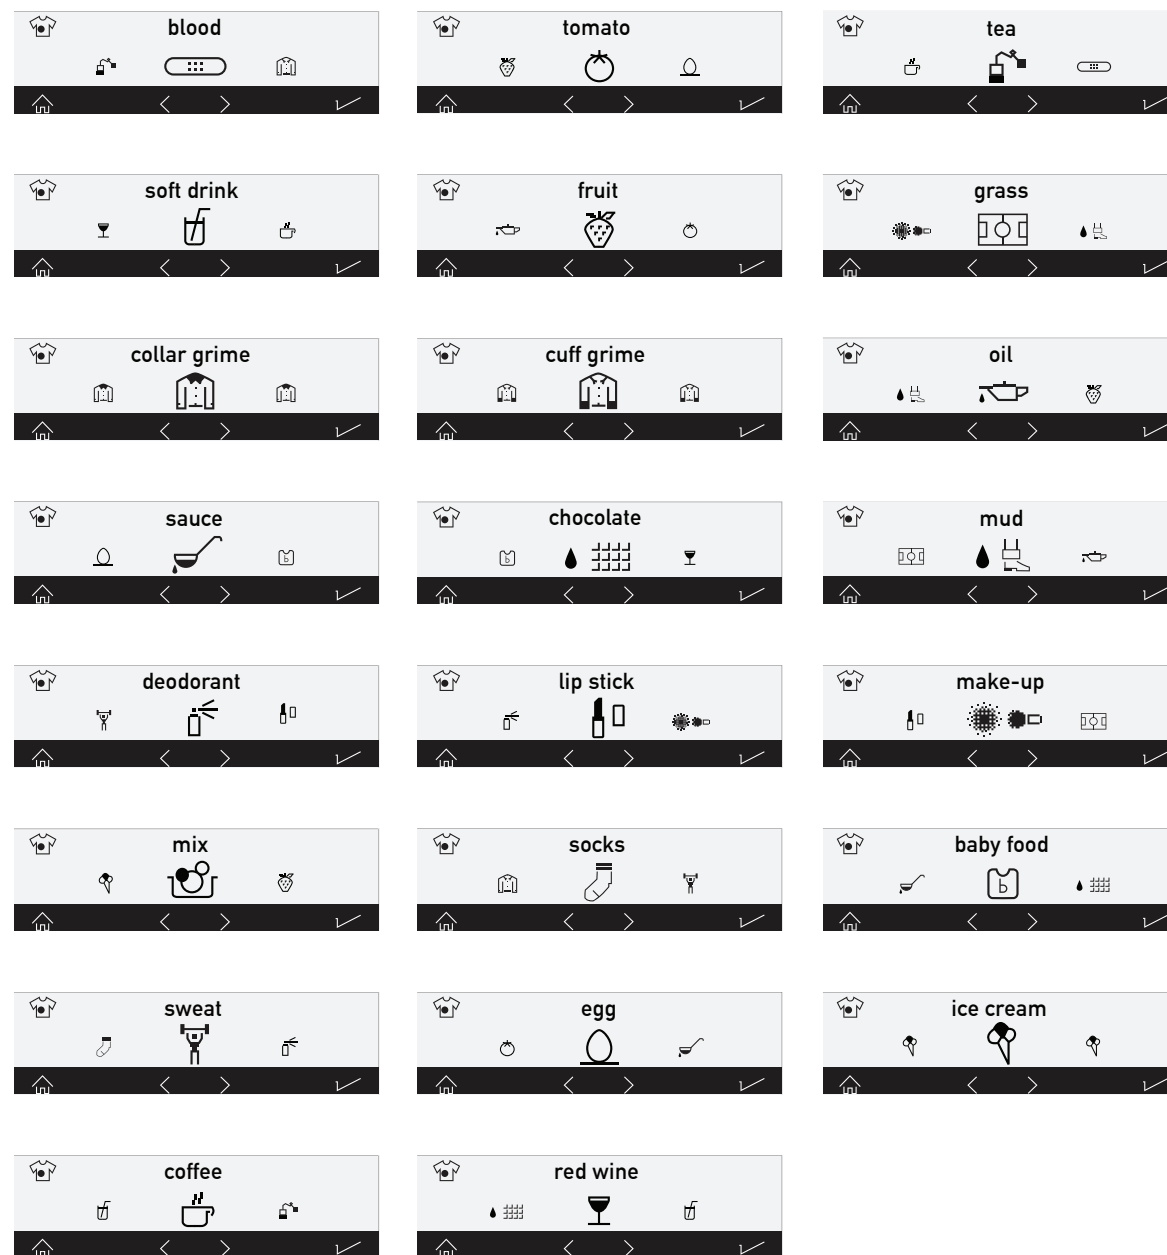 blood
tomato
tea
soft drink
fruit
grass
collar grime
cuff grime
oil
sauce
chocolate
mud
deodorant
lip stick
make-up
mix
socks
baby food
b
sweat
egg
ice cream
coffee
red wine